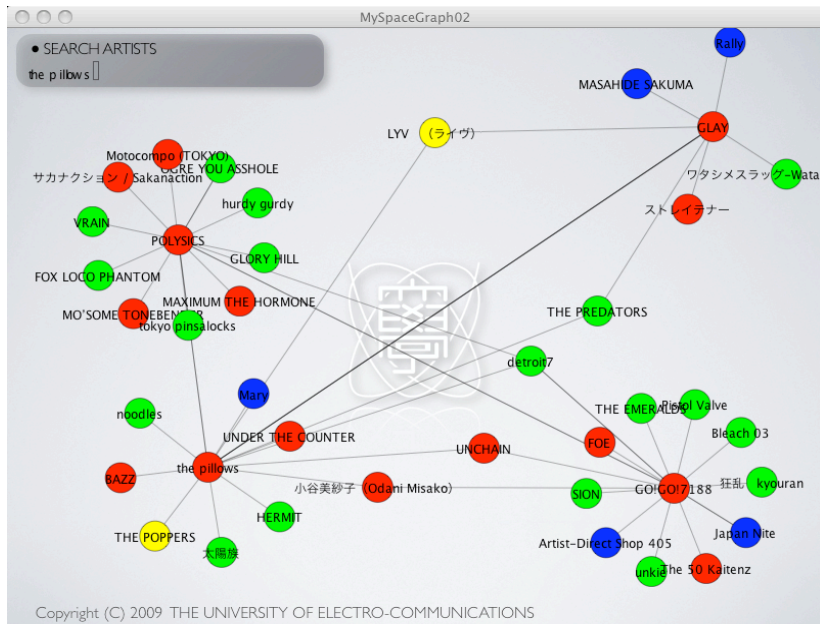 MySpaceGraph02
● SEARCH ARTISTS
the pillows
Rally
MASAHIDE SAKUMA
LYV （ライヴ）
GLAY
Motocompo (TOKYO)
OGRE YOU ASSHOLE
サカナクション / Sakanaction
ワタシメスラッグ-Wata
hurdy gurdy
ストレイテナー
VRAIN
POLYSICS
GLORY HILL
FOX LOCO PHANTOM
MAXIMUM THE HORMONE
MO'SOME TONEBENDER
THE PREDATORS
tokyo pinsalocks
detroit7
Mary
noodles
THE EMERALDS
Pistol Valve
UNDER THE COUNTER
Bleach 03
UNCHAIN
FOE
the pillows
BAZZ
小谷美紗子（Odani Misako）
GO!GO!7188
狂乱 kyouran
SION
HERMIT
THE POPPERS
Artist-Direct Shop 405
Japan Nite
太陽族
unkie
The 50 Kaitenz
Copyright (C) 2009 THE UNIVERSITY OF ELECTRO-COMMUNICATIONS